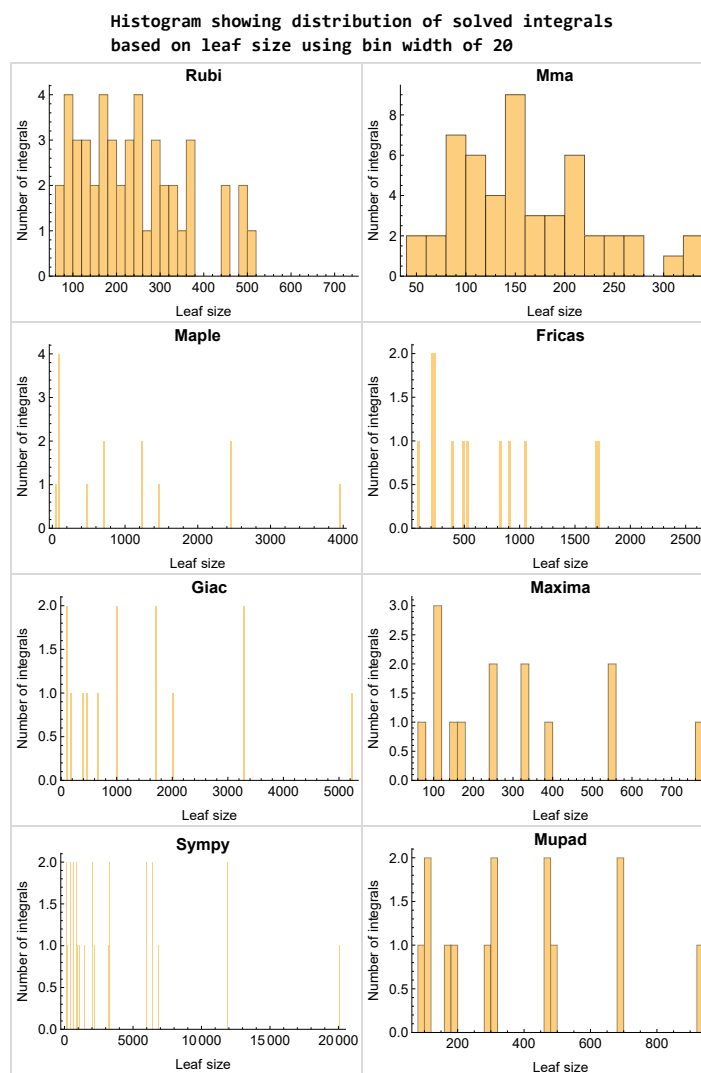 Histogram showing distribution of solved integrals
based on leaf size using bin width of 20
Rubi
Number of integrals
4
3
2
1
0
100 200 300 400 500 600 700
Leaf size
Mma
Number of integrals
8
6
4
2
0
50 100 150 200 250 300
Leaf size
Maple
Number of integrals
4
3
2
1
0
0 1000 2000 3000 4000
Leaf size
Fricas
Number of integrals
2.0
1.5
1.0
0.5
0.0
500 1000 1500 2000 2500
Leaf size
Giac
Number of integrals
2.0
1.5
1.0
0.5
0.0
0 1000 2000 3000 4000 5000
Leaf size
Maxima
Number of integrals
3.0
2.5
2.0
1.5
1.0
0.5
0.0
100 200 300 400 500 600 700
Leaf size
Sympy
Number of integrals
2.0
1.5
1.0
0.5
0.0
0 5000 10 000 15 000 20 000
Leaf size
Mupad
Number of integrals
2.0
1.5
1.0
0.5
0.0
200 400 600 800
Leaf size